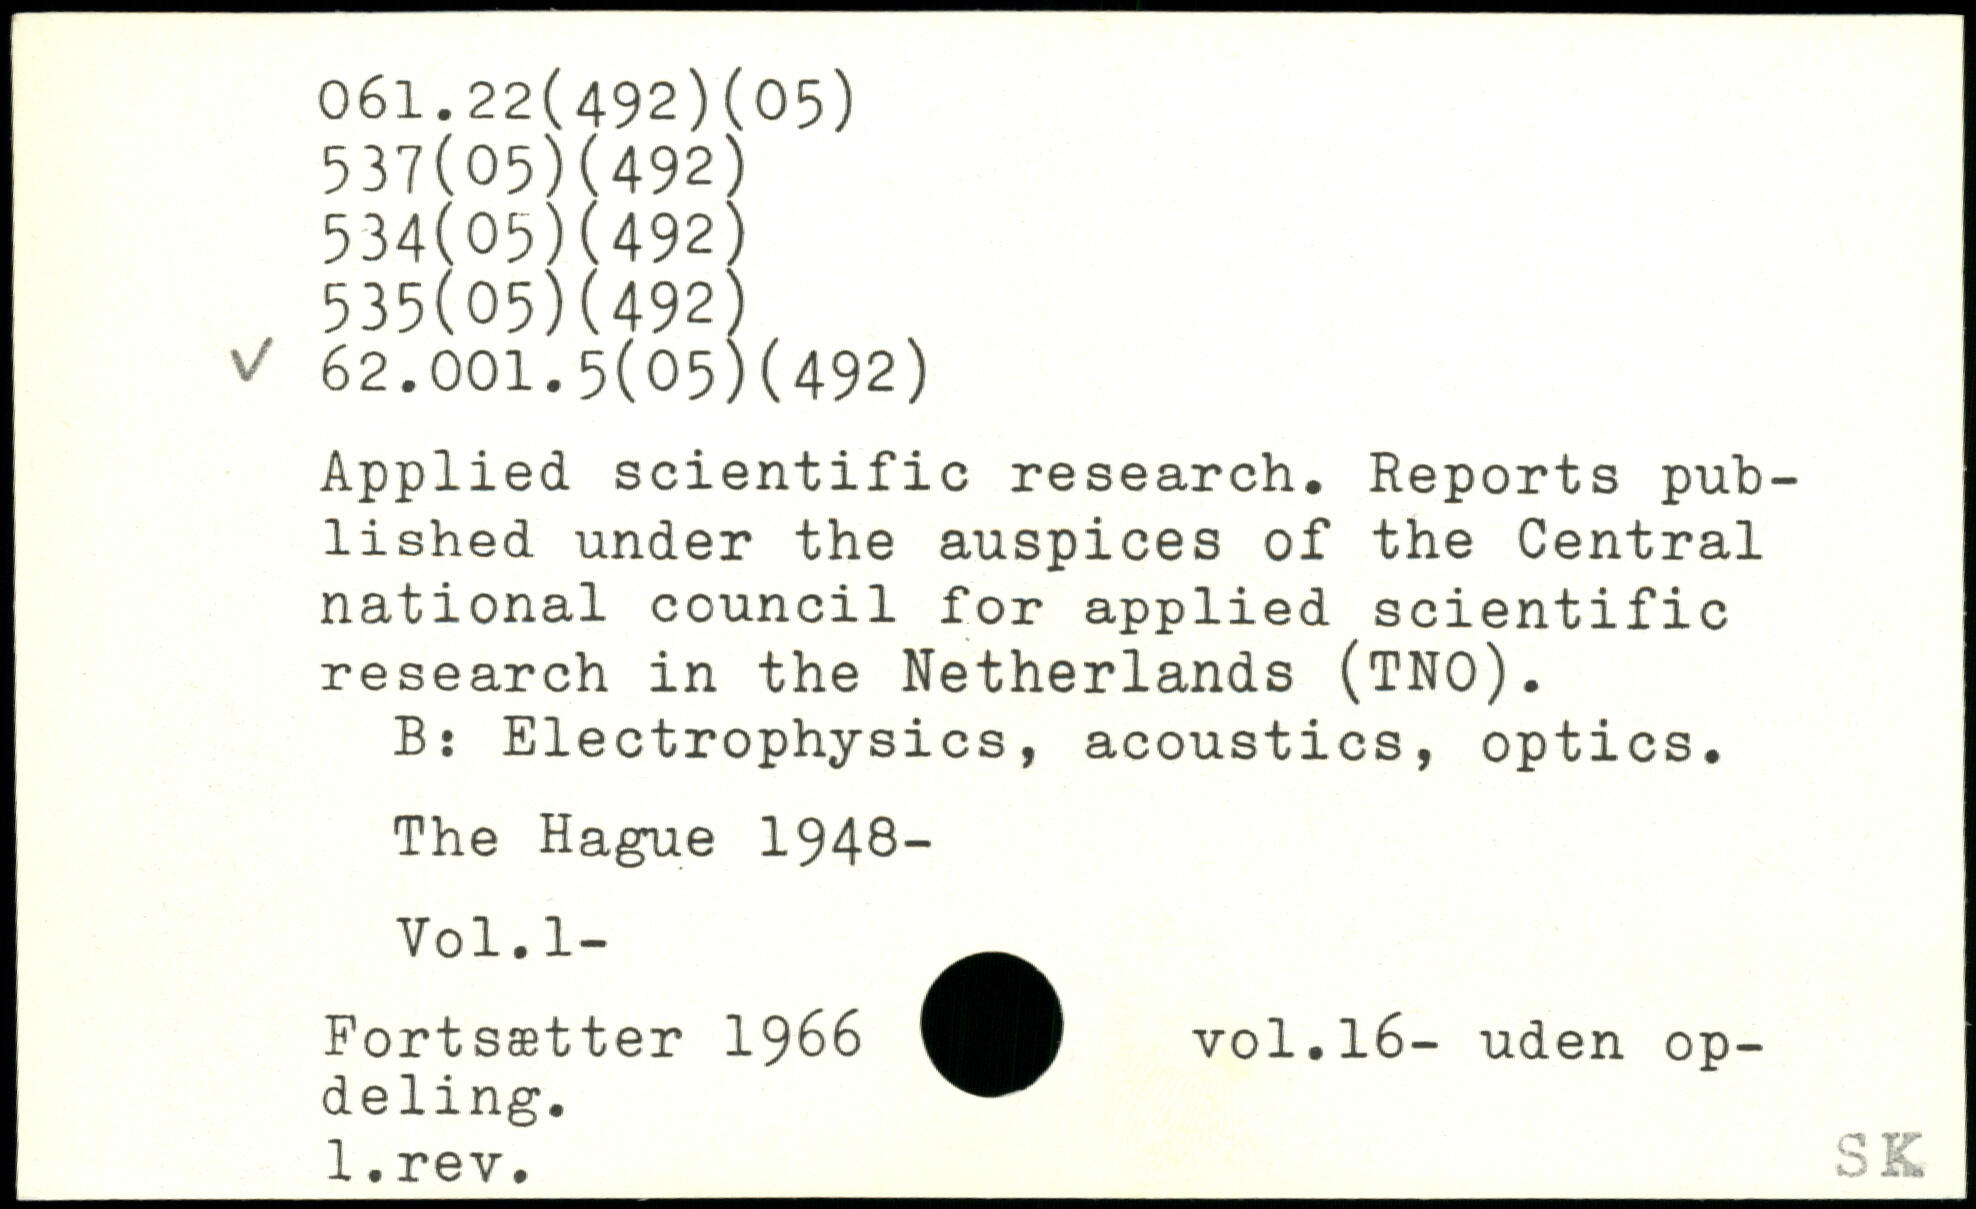 061.22(492)(05)
537(05)(492)
534(05)(492)
535(05)(492)
✓ 62.001.5(05)(492)
Applied scientific research. Reports pub-
lished under the auspices of the Central
national council for applied scientific
research in the Netherlands (TNO).
B: Electrophysics, acoustics, optics.
The Hague 1948-
Vol.1-
Fortsætter 1966 vol.16- uden op-
deling.
1.rev.
SK